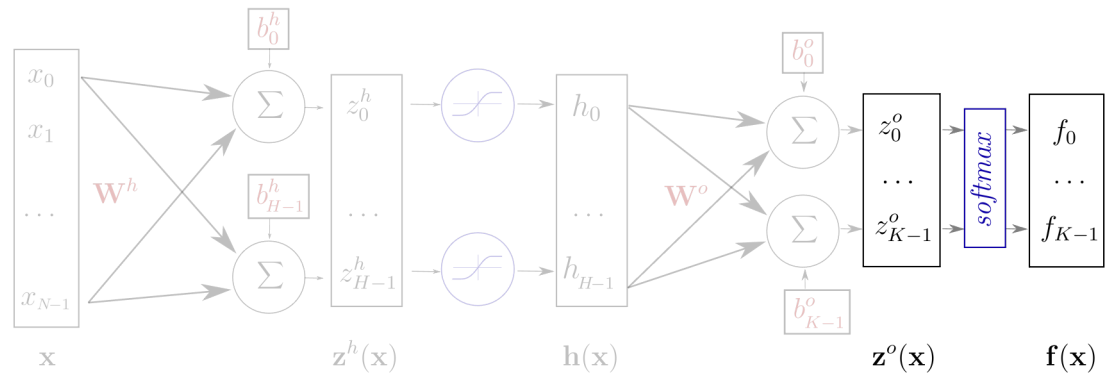 x_0
x_1
...
x_{N-1}
x
W^h
b_0^h
Σ
b_{H-1}^h
Σ
z_0^h
...
z_{H-1}^h
z^h(x)
h_0
...
h_{H-1}
h(x)
W^o
b_0^o
Σ
Σ
b_{K-1}^o
z_0^o
...
z_{K-1}^o
z^o(x)
softmax
f_0
...
f_{K-1}
f(x)